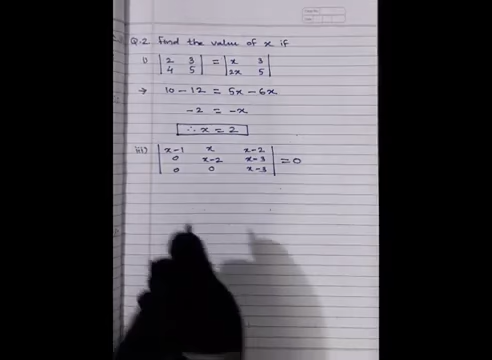 Q.2. Find the value of x if
i) | 2 3 | = | x 3 |
| 4 5 | | 2x 5 |
→ 10 - 12 = 5x - 6x
-2 = -x
∴ x = 2
iii) | x-1 x x-2 |
| 0 x-2 x-3 | = 0
| 0 0 x-3 |